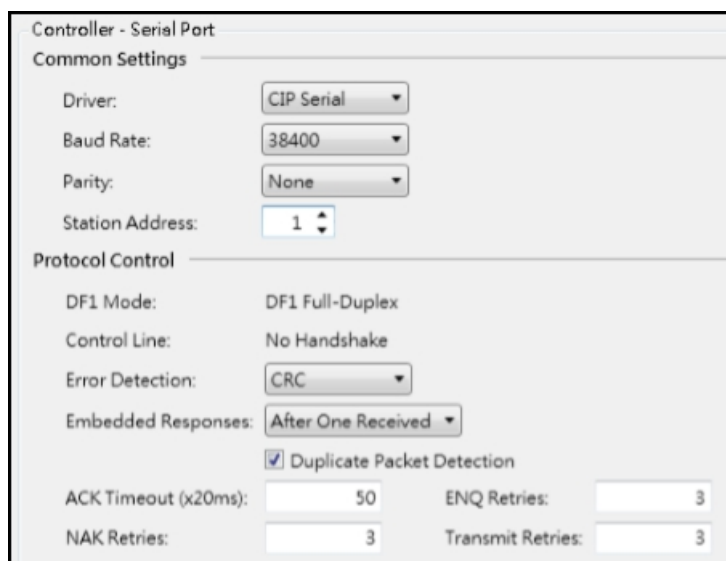 Controller - Serial Port
Common Settings
Driver: CIP Serial
Baud Rate: 38400
Parity: None
Station Address: 1
Protocol Control
DF1 Mode: DF1 Full-Duplex
Control Line: No Handshake
Error Detection: CRC
Embedded Responses: After One Received
Duplicate Packet Detection
ACK Timeout (x20ms): 50 ENQ Retries: 3
NAK Retries: 3 Transmit Retries: 3